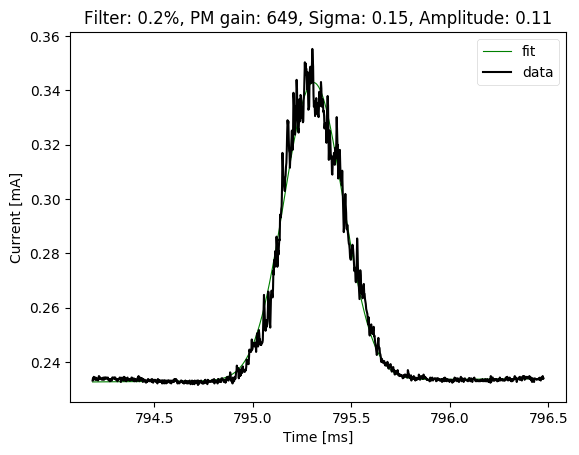 Filter: 0.2%, PM gain: 649, Sigma: 0.15, Amplitude: 0.11
fit
data
0.36
0.34
0.32
0.30
0.28
0.26
0.24
Current [mA]
794.5
795.0
795.5
796.0
796.5
Time [ms]